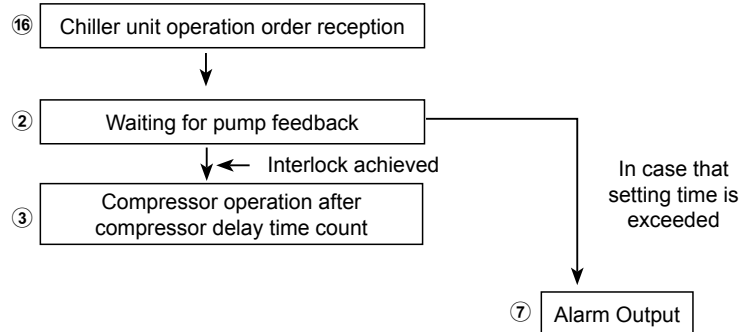 ⑯ Chiller unit operation order reception
② Waiting for pump feedback
Interlock achieved
③ Compressor operation after
compressor delay time count
In case that
setting time is
exceeded
⑦ Alarm Output